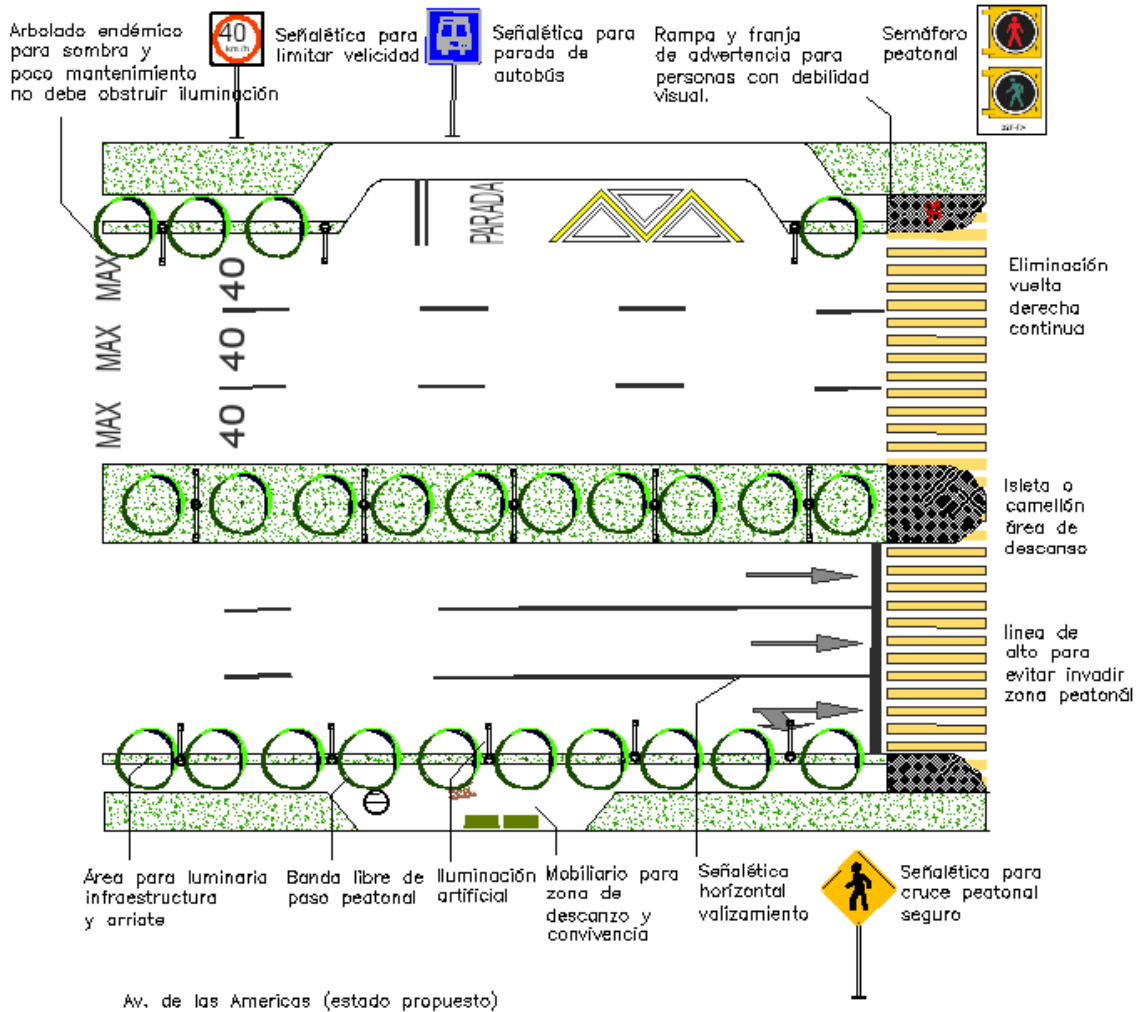 Arbolado endémico
para sombra y
poco mantenimiento
no debe obstruir iluminación
40
km/h
Señalética para
limitar velicidad
Señalética para
parada de
autobús
Rampa y franja
de advertencia para
personas con debilidad
visual.
Semáforo
peatonal
PARADA
MAX
40
MAX
40
MAX
40
Eliminación
vuelta
derecha
continua
Isleta o
camellón
área de
descanso
linea de
alto para
evitar invadir
zona peatonál
Área para luminaria
infraestructura
y arriate
Banda libre de
paso peatonal
Iluminación
artificial
Mobiliario para
zona de
descanzo y
convivencia
Señalética
horizontal
valizamiento
Señalética para
cruce peatonal
seguro
Av. de las Americas (estado propuesto)